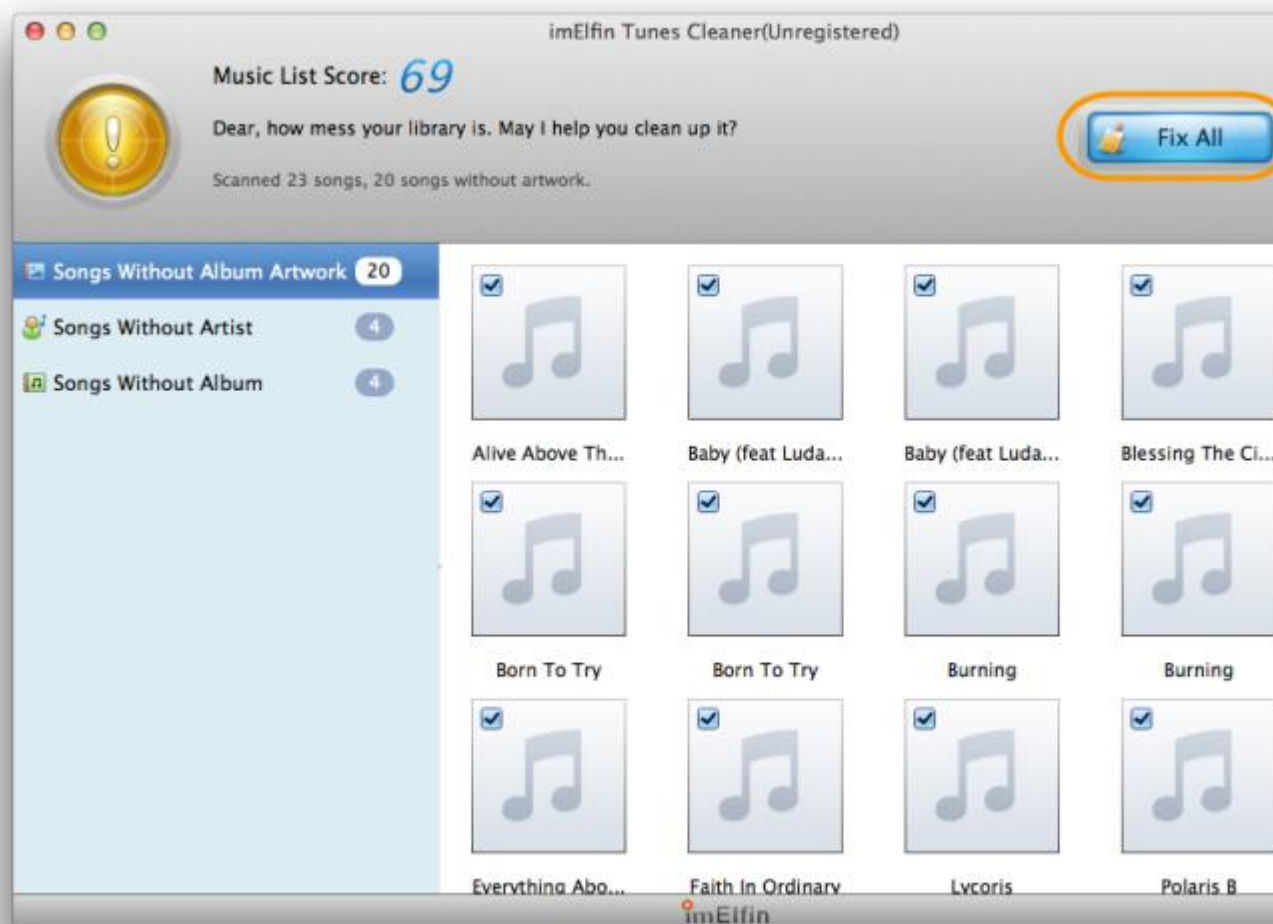 imElfin Tunes Cleaner(Unregistered)
Music List Score: 69
Dear, how mess your library is. May I help you clean up it?
Fix All
Scanned 23 songs, 20 songs without artwork.
Songs Without Album Artwork 20
Songs Without Artist 4
Songs Without Album 4
Alive Above Th... Baby (feat Luda... Baby (feat Luda... Blessing The Ci...
Born To Try Born To Try Burning Burning
Everything Abo... Faith In Ordinary Lycoris Polaris B
imElfin